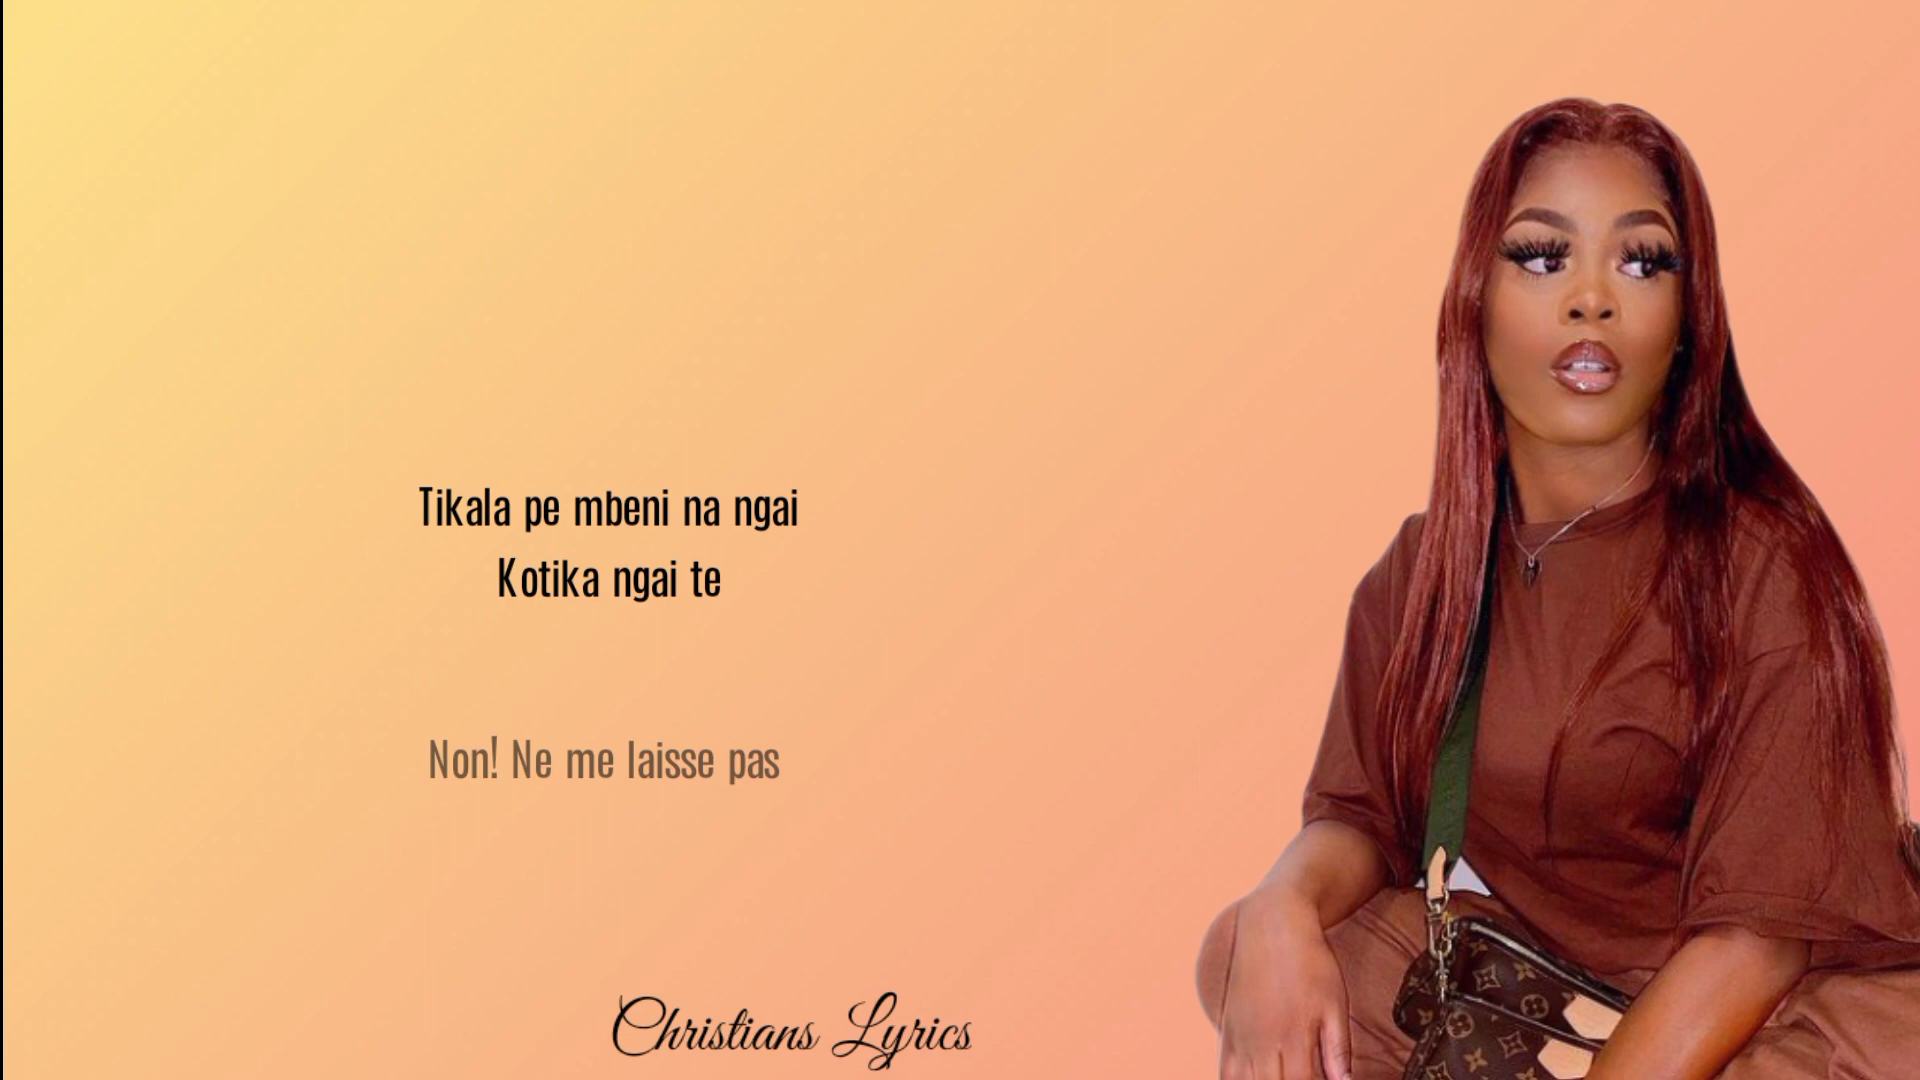 Tikala pe mbeni na ngai
Kotika ngai te
Non! Ne me laisse pas
Christians Lyrics